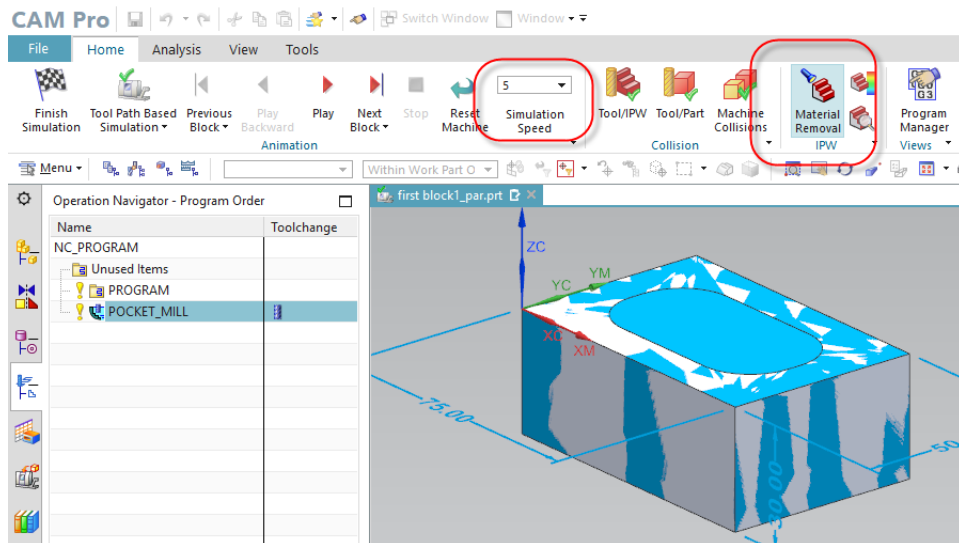 CAM Pro Switch Window Window
File Home Analysis View Tools
5
Finish Simulation
Tool Path Based Simulation
Previous Block
Play Backward
Play
Next Block
Stop
Reset Machine
Simulation Speed
Tool/IPW
Tool/Part
Machine Collisions
Material Removal
G3
Program Manager
Animation Collision IPW Views
Menu Within Work Part O
Operation Navigator - Program Order first block1_par.prt
Name Toolchange
NC_PROGRAM
Unused Items
PROGRAM
POCKET_MILL
ZC
YM
YC
XC
XM
75.00
50
30.00